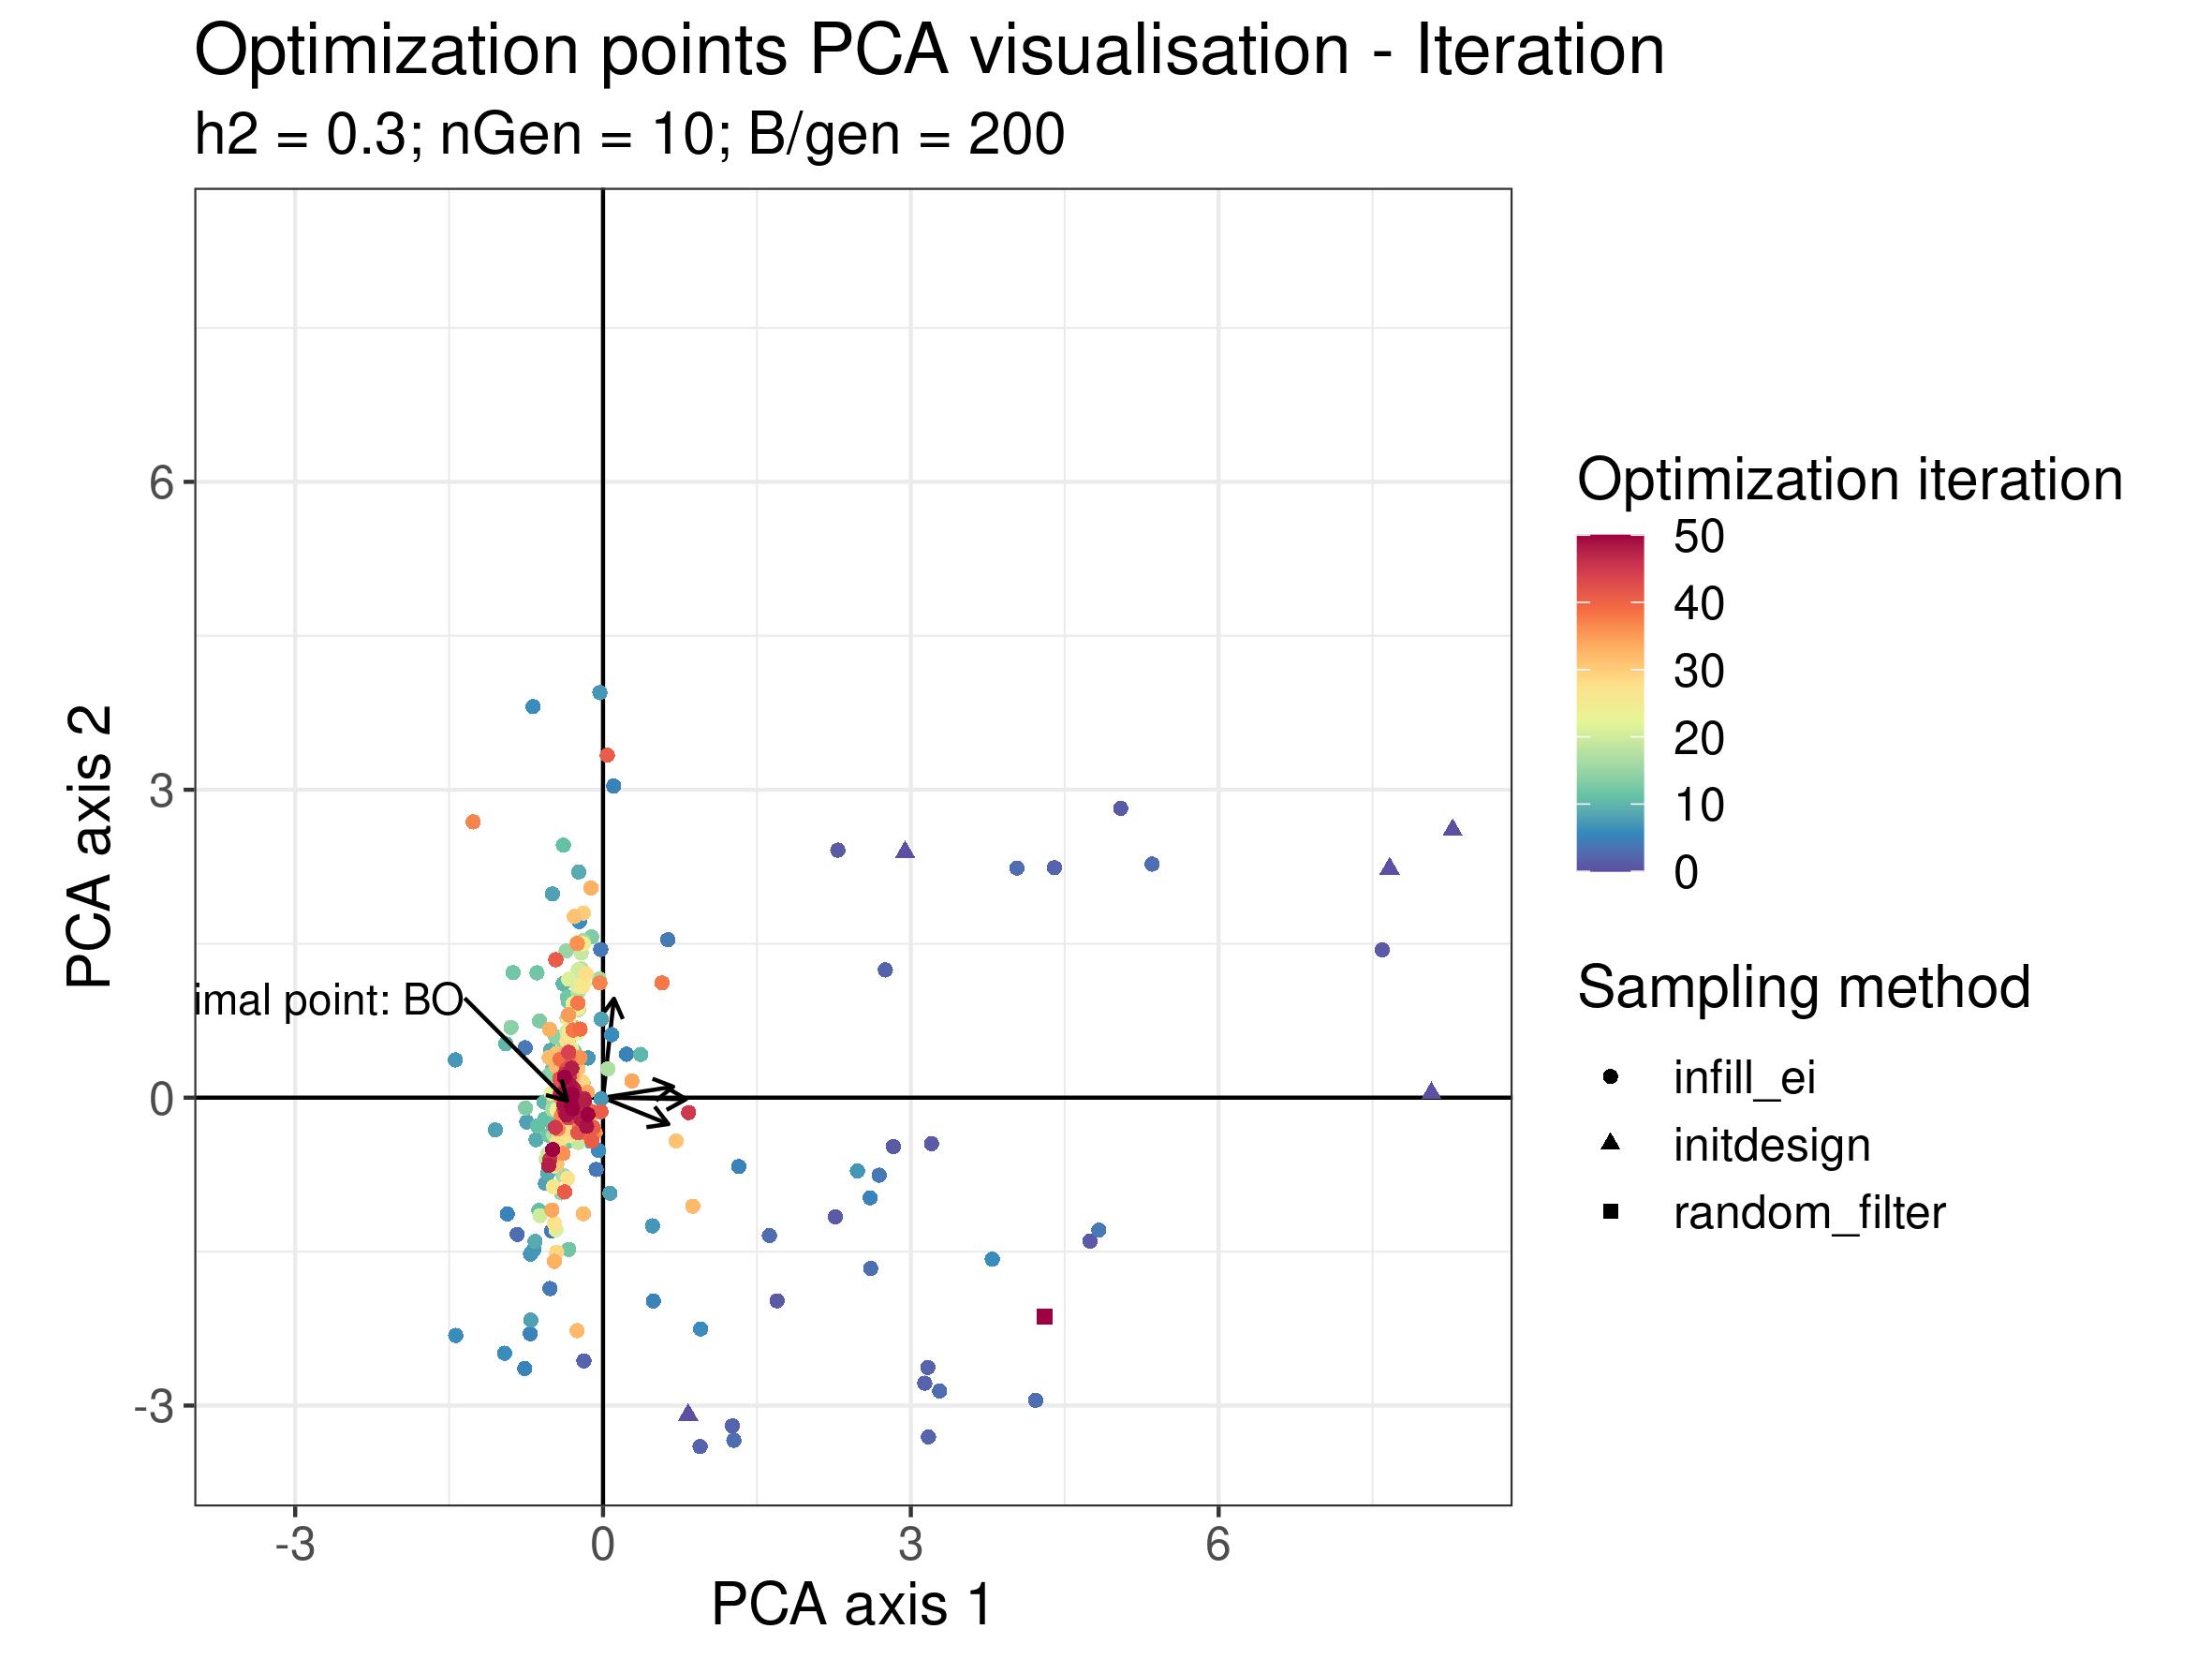 Optimization points PCA visualisation - Iteration
h2 = 0.3; nGen = 10; B/gen = 200
PCA axis 2
6
3
0
-3
imal point: BO
-3
0
3
6
PCA axis 1
Optimization iteration
50
40
30
20
10
0
Sampling method
infill_ei
initdesign
random_filter